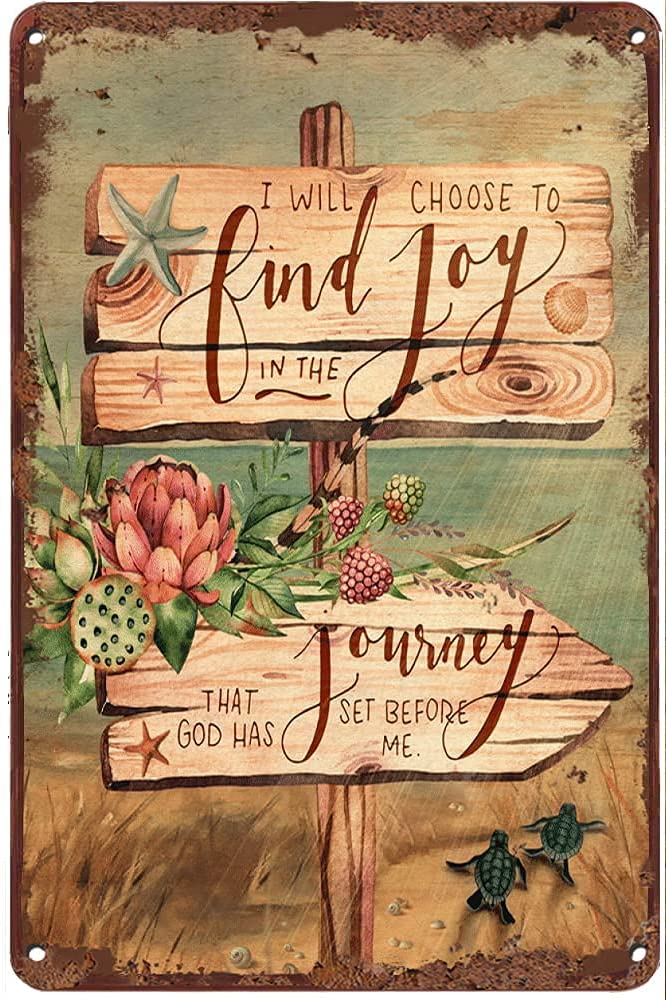 I WILL CHOOSE TO
find Joy
IN THE
Journey
THAT SET BEFORE
GOD HAS ME.